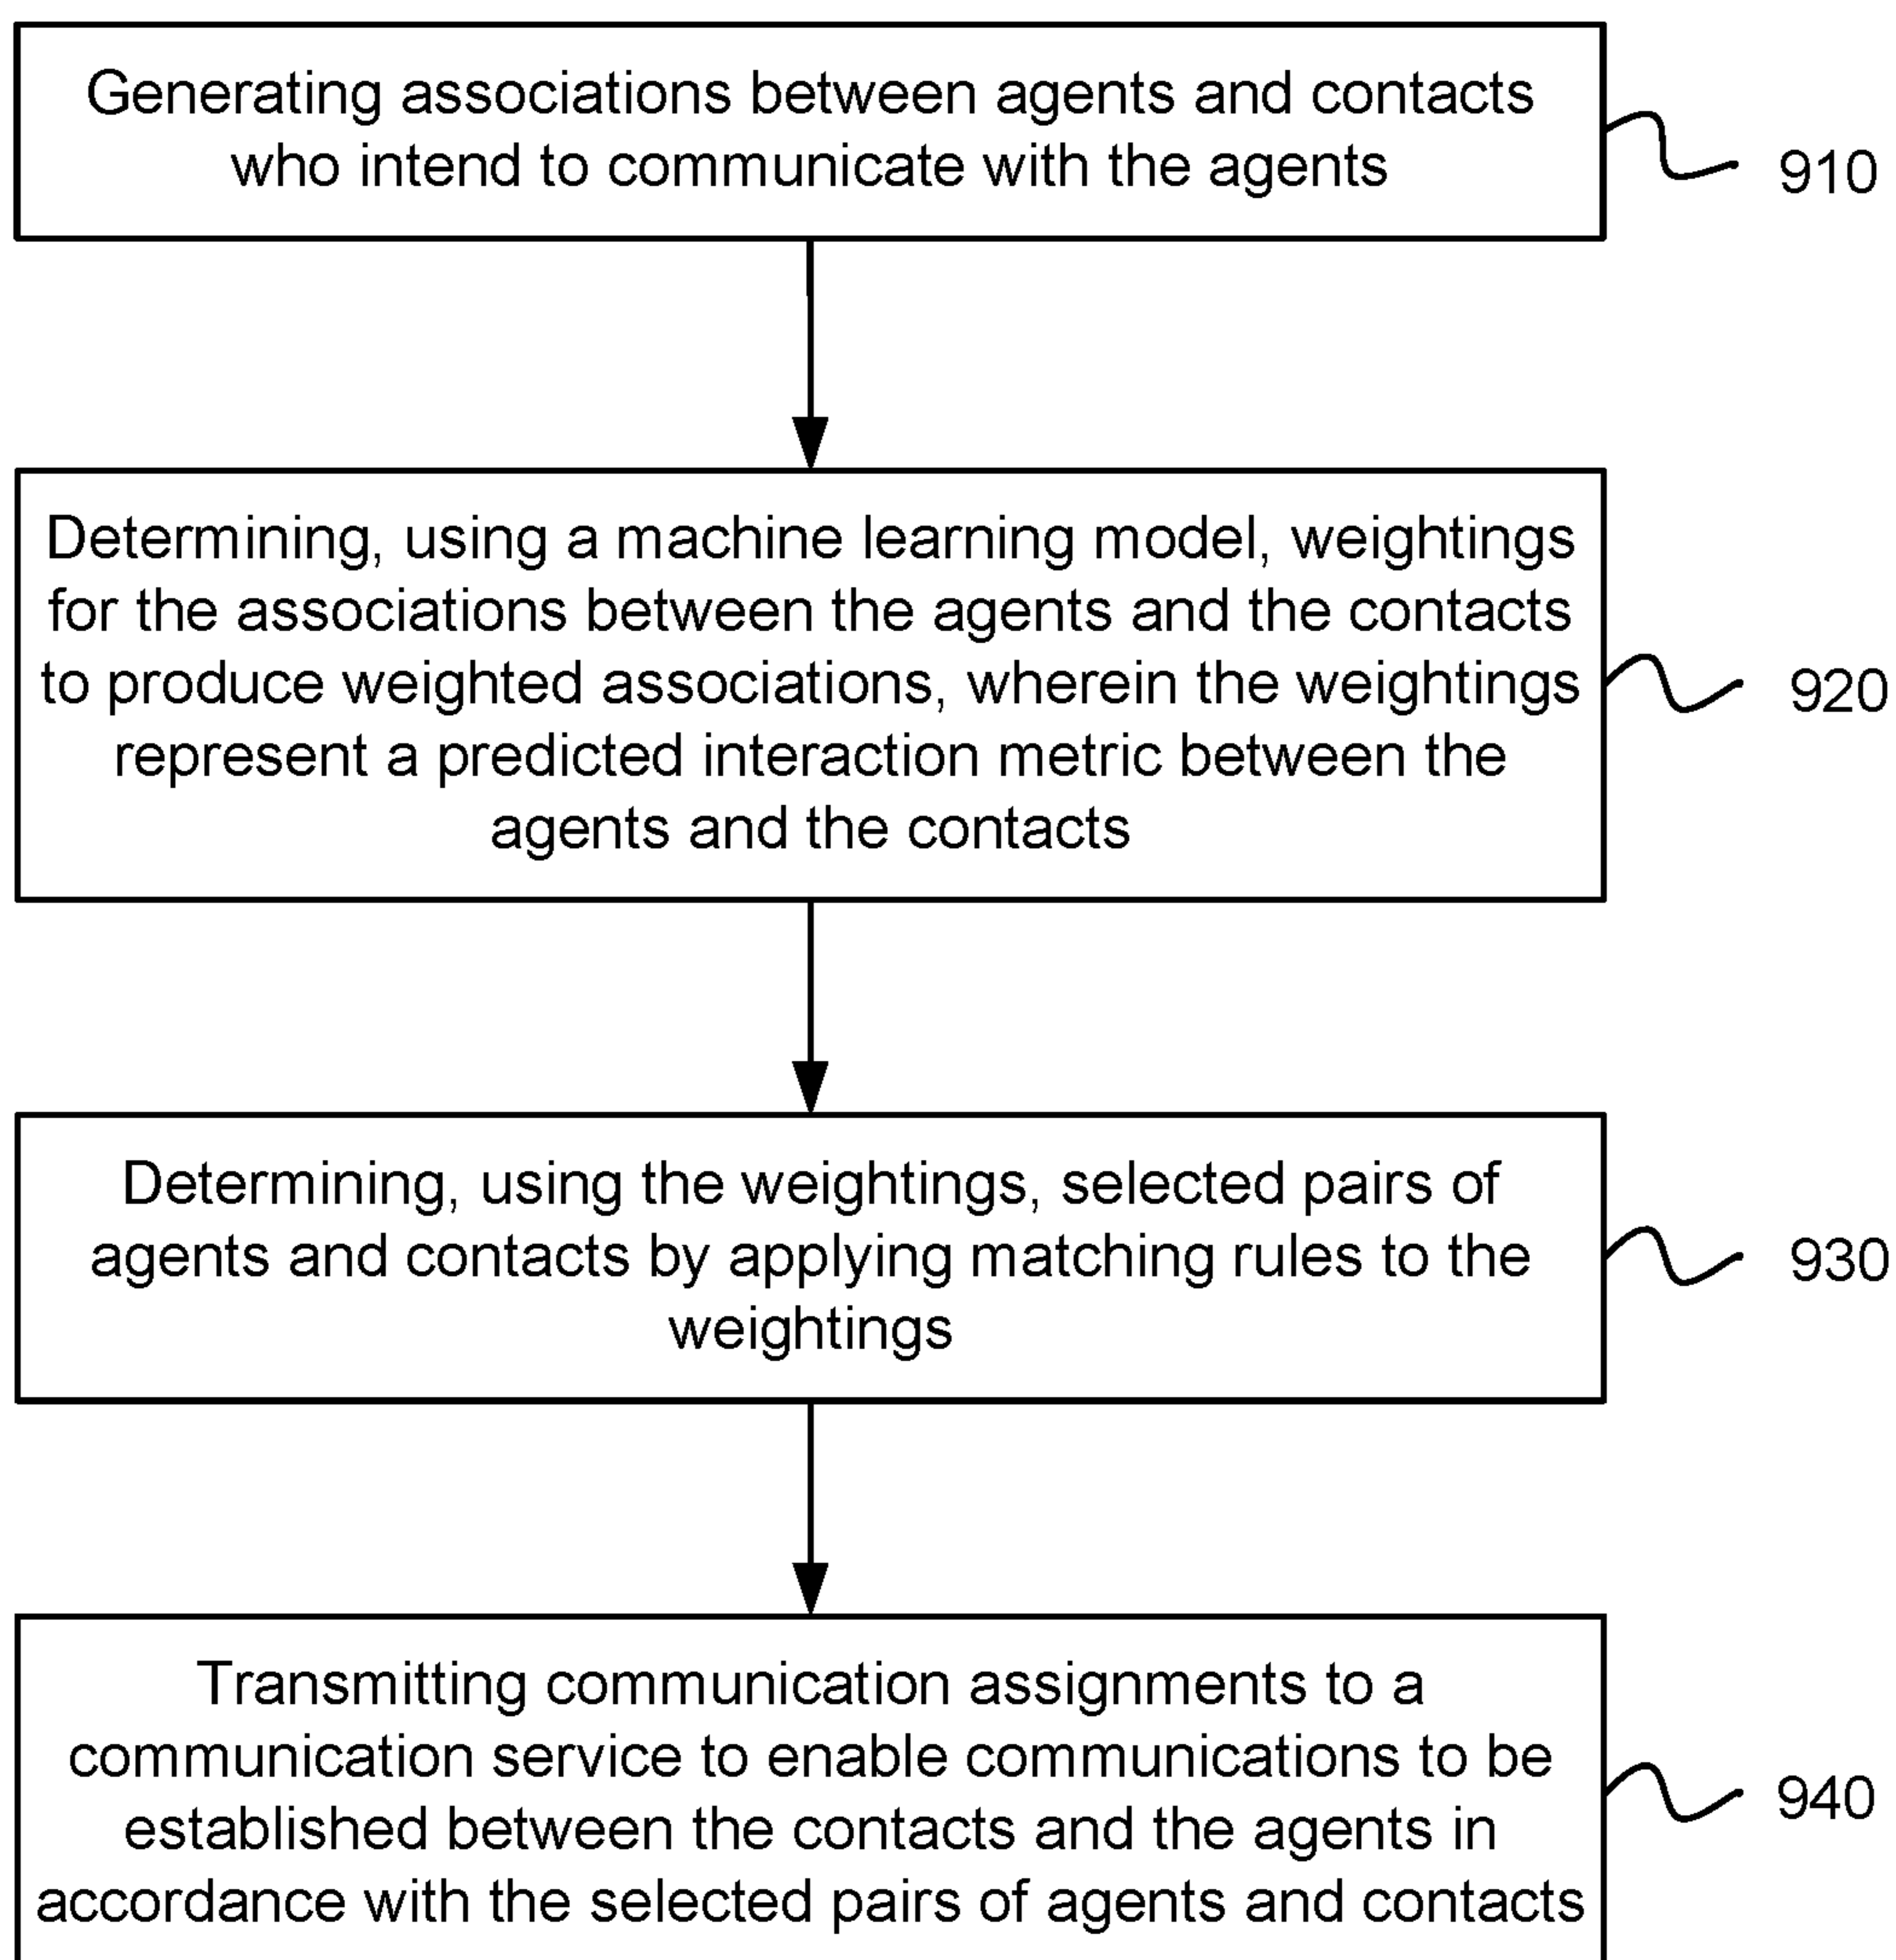 Generating associations between agents and contacts
who intend to communicate with the agents
910
Determining, using a machine learning model, weightings
for the associations between the agents and the contacts
to produce weighted associations, wherein the weightings
represent a predicted interaction metric between the
agents and the contacts
920
Determining, using the weightings, selected pairs of
agents and contacts by applying matching rules to the
weightings
930
Transmitting communication assignments to a
communication service to enable communications to be
established between the contacts and the agents in
accordance with the selected pairs of agents and contacts
940